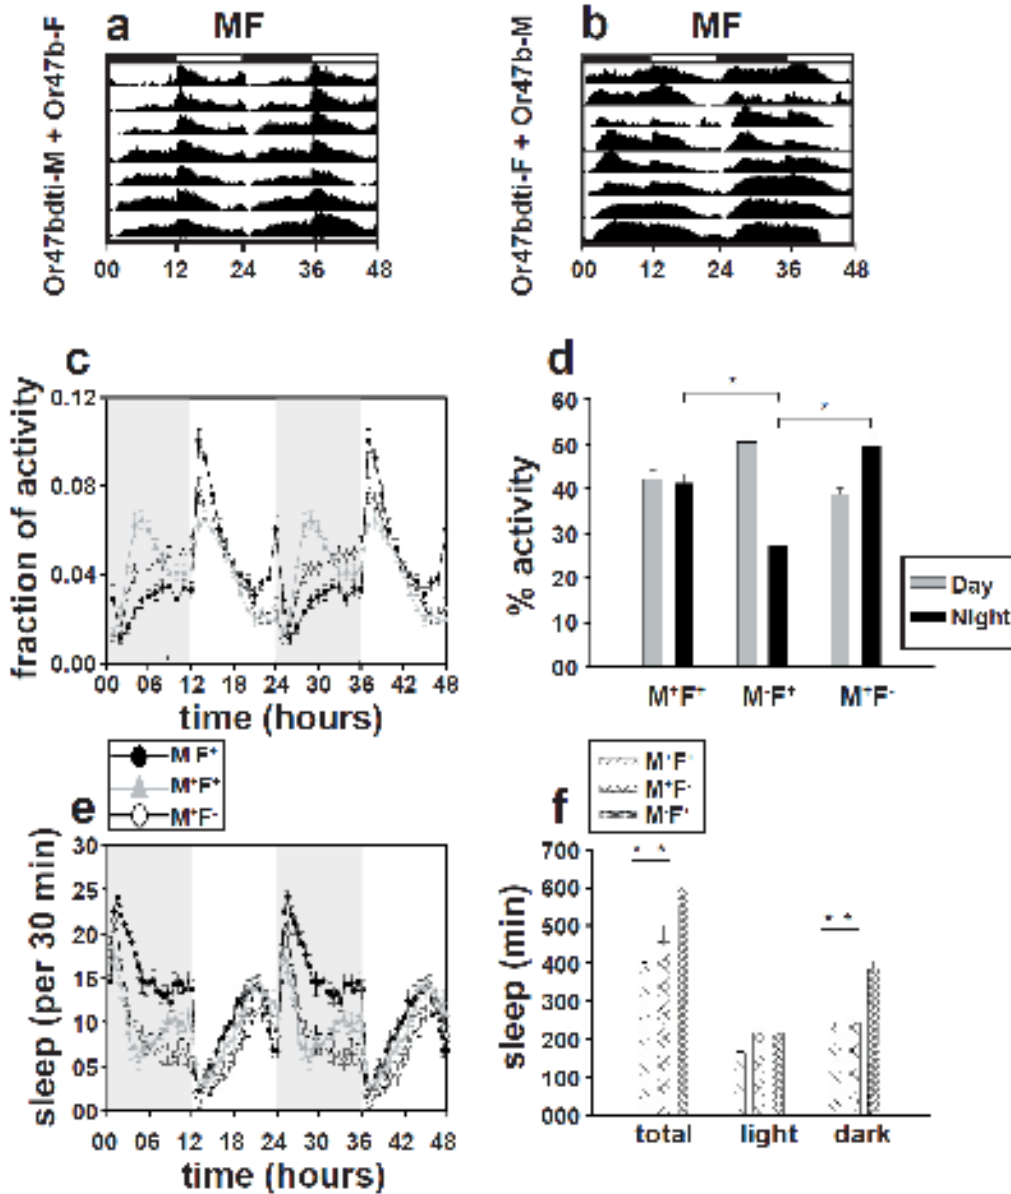 a MF
Or47bdti-M + Or47b-F
00 12 24 36 48
b MF
Or47bdti-F + Or47b-M
00 12 24 36 48
c
fraction of activity
0.12
0.08
0.04
0.00
00 06 12 18 24 30 36 42 48
time (hours)
d
% activity
60
50
40
30
20
10
00
*
Day
Night
M⁺F⁺ M⁻F⁺ M⁺F⁻
M⁻F⁺
M⁺F⁺
M⁺F⁻
e
sleep (per 30 min)
30
25
20
15
10
05
00
00 06 12 18 24 30 36 42 48
time (hours)
f
M⁺F⁻
sleep (min)
700
600
500
400
300
200
100
000
* *
* *
total light dark